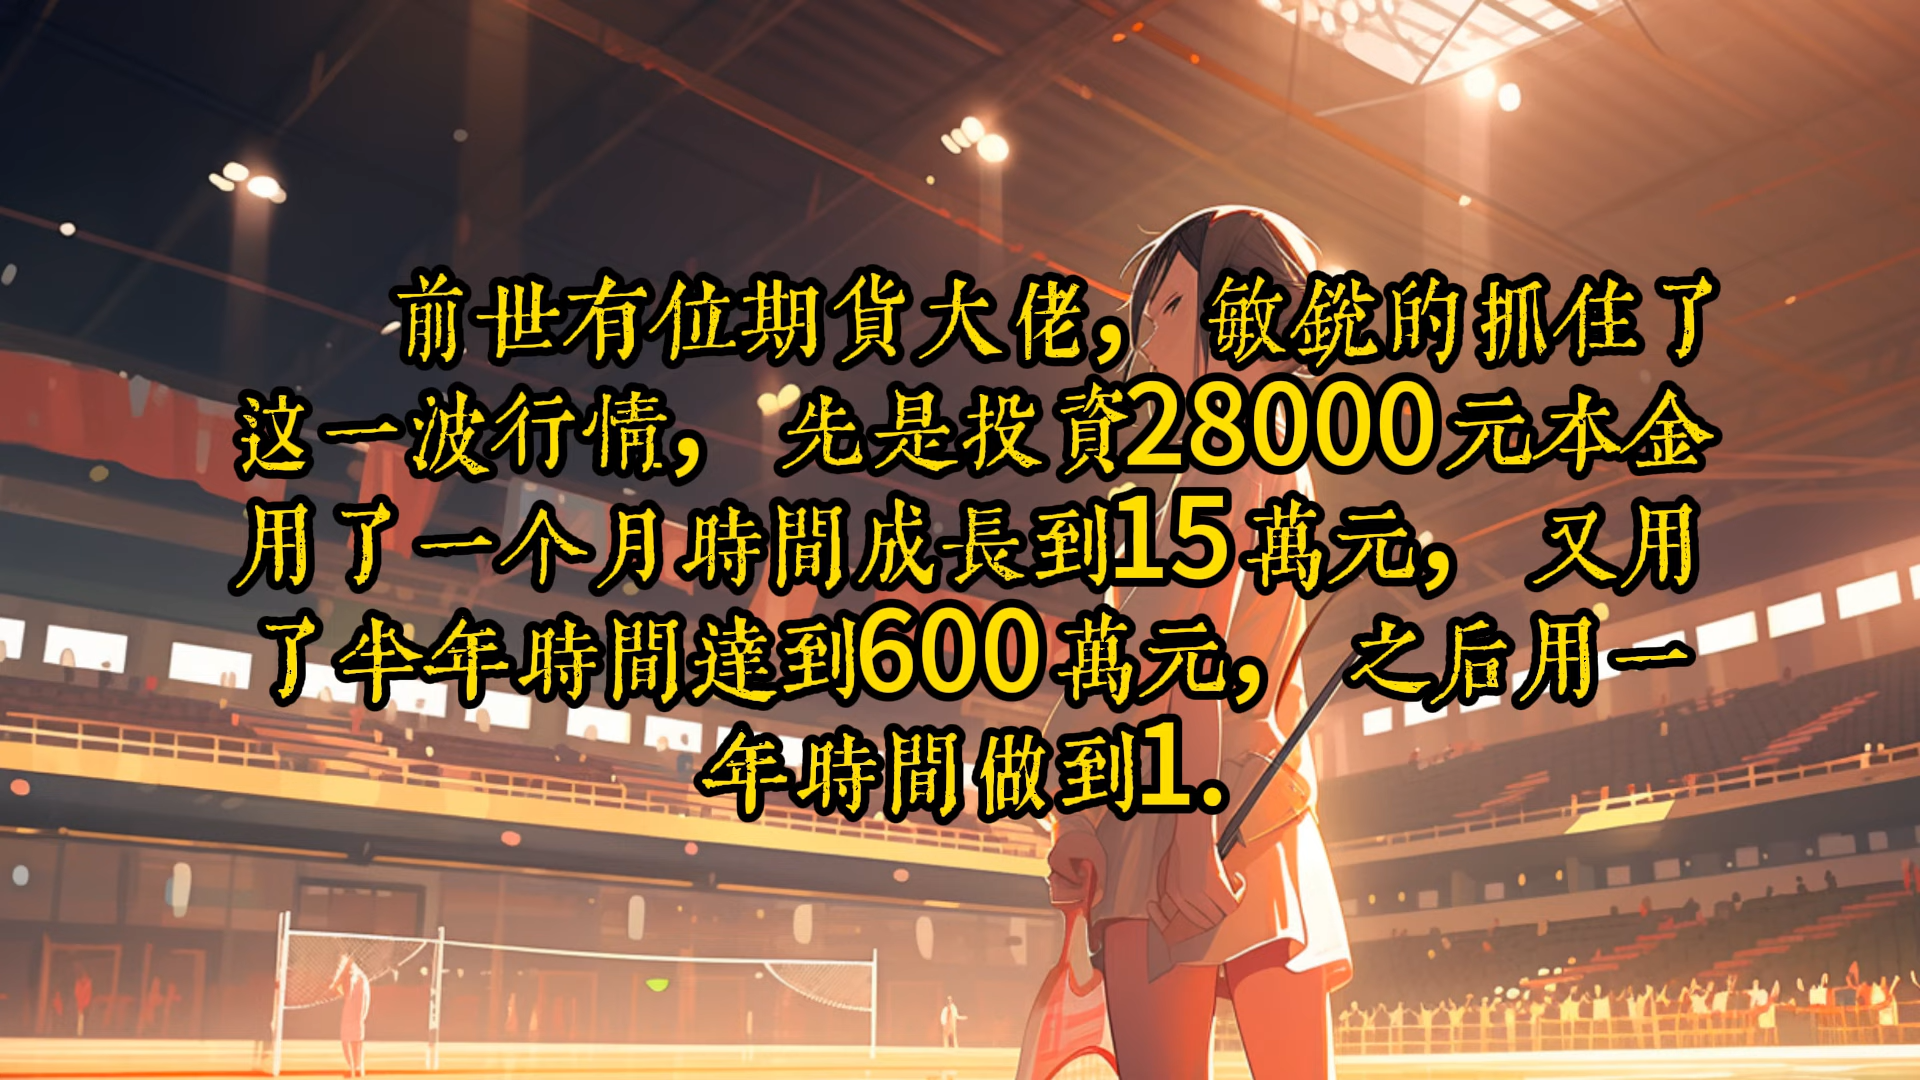 前世有位期貨大佬，敏銳的抓住了
这一波行情，先是投資28000元本金
用了一个月時間成長到15萬元，又用
了半年時間達到600萬元，之后用一
年時間做到1.